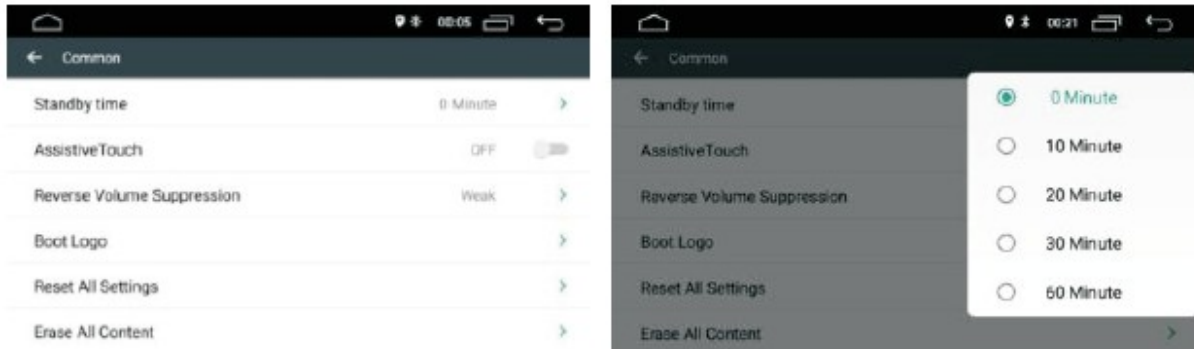 00:05
Common
Standby time 0 Minute
AssistiveTouch OFF
Reverse Volume Suppression Weak
Boot Logo
Reset All Settings
Erase All Content
00:21
Common
Standby time
AssistiveTouch
Reverse Volume Suppression
Boot Logo
Reset All Settings
Erase All Content
0 Minute
10 Minute
20 Minute
30 Minute
60 Minute